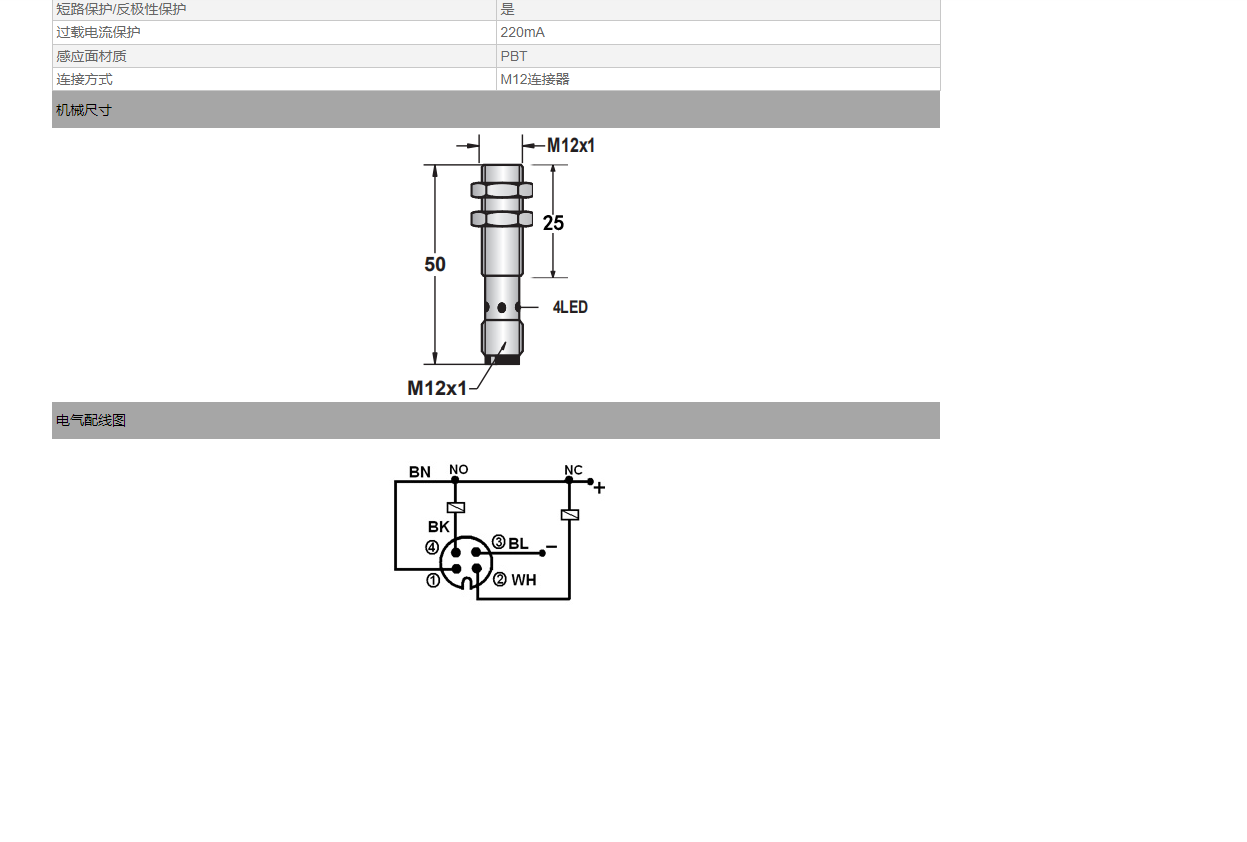 短路保护/反极性保护 是
过载电流保护 220mA
感应面材质 PBT
连接方式 M12连接器
机械尺寸
M12x1
25
50
4LED
M12x1
电气配线图
BN NO NC
+
BK
④ ③ BL −
① ② WH